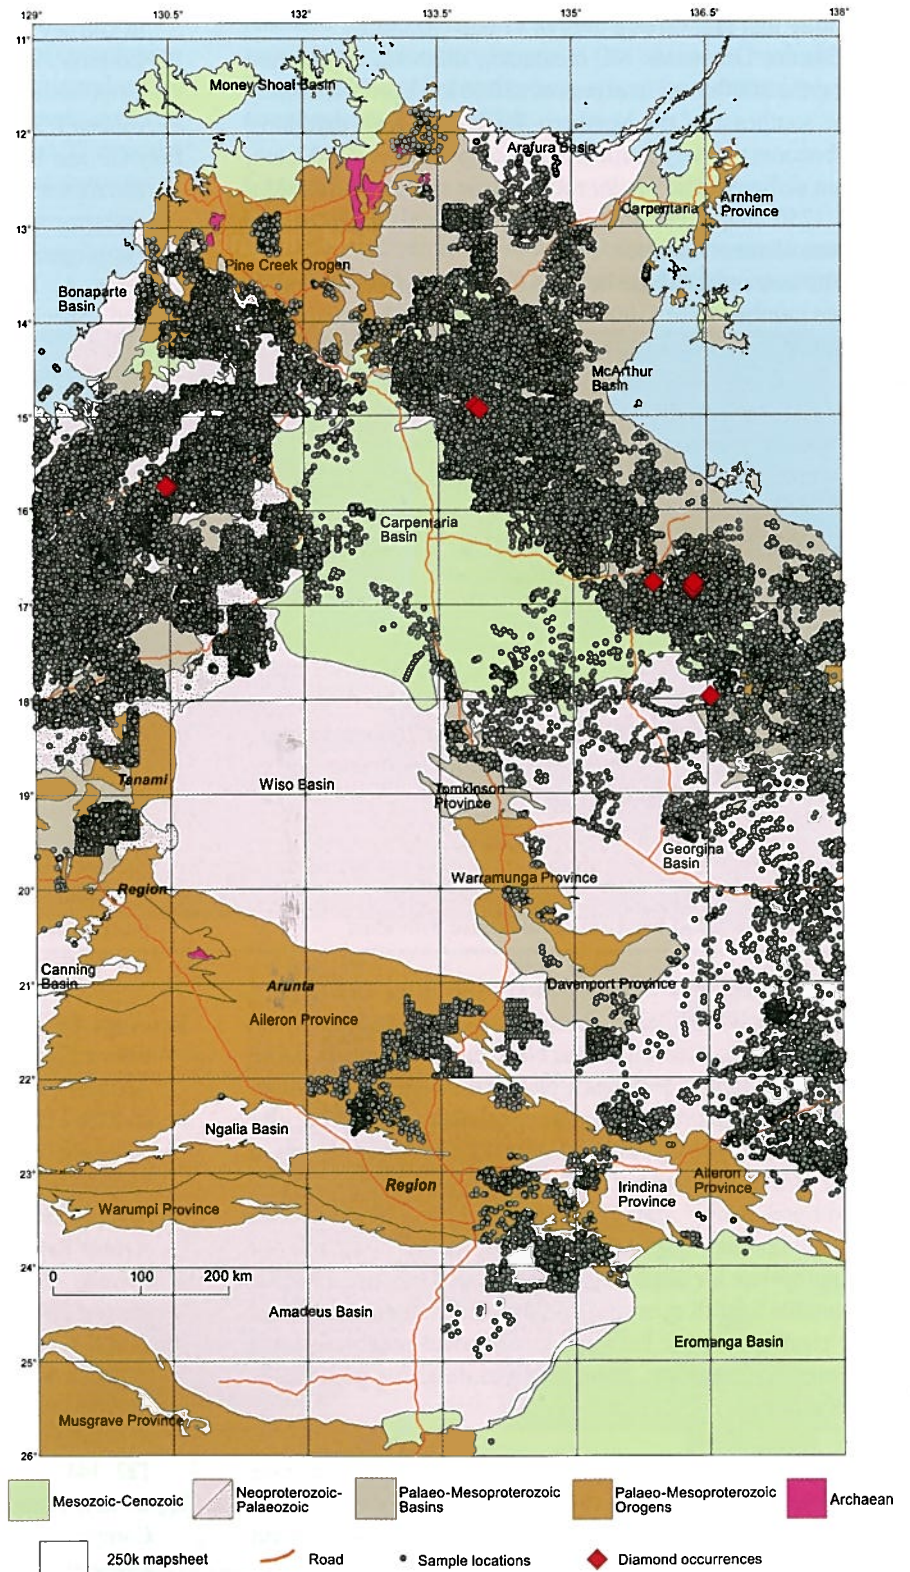 129°
130.5°
132°
133.5°
135°
136.5°
138°
11°
Money Shoal Basin
12°
Arafura Basin
Arnhem
Province
Carpentaria
13°
Pine Creek Orogen
Bonaparte
Basin
14°
McArthur
Basin
15°
16°
Carpentaria
Basin
17°
18°
Tanami
Wiso Basin
19°
Tomkinson
Province
Georgina
Basin
Warramunga Province
20°
Region
Canning
Basin
Davenport Province
21°
Arunta
Aileron Province
22°
Ngalia Basin
23°
Region
Irindina
Province
Aileron
Province
Warumpi Province
24°
0
100
200 km
Amadeus Basin
Eromanga Basin
25°
Musgrave Province
26°
Mesozoic-Cenozoic
Neoproterozoic-
Palaeozoic
Palaeo-Mesoproterozoic
Basins
Palaeo-Mesoproterozoic
Orogens
Archaean
250k mapsheet
Road
Sample locations
Diamond occurrences